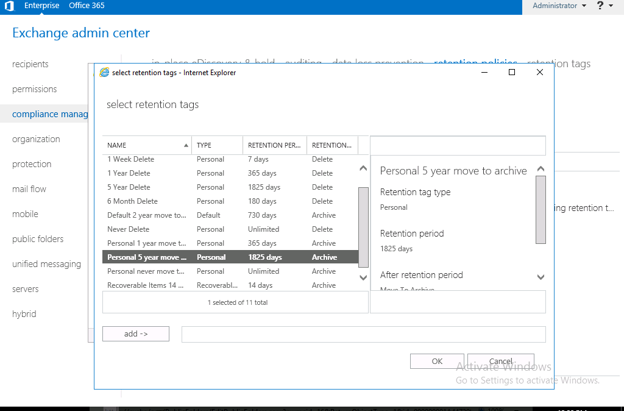 Enterprise Office 365
Administrator ?
Exchange admin center
recipients
permissions
compliance manag
organization
protection
mail flow
mobile
public folders
unified messaging
servers
hybrid
in-place eDiscovery & hold auditing data loss prevention retention policies retention tags
ing retention t...
select retention tags - Internet Explorer
select retention tags
NAME TYPE RETENTION PER... RETENTION...
1 Week Delete Personal 7 days Delete
1 Year Delete Personal 365 days Delete
5 Year Delete Personal 1825 days Delete
6 Month Delete Personal 180 days Delete
Default 2 year move to... Default 730 days Archive
Never Delete Personal Unlimited Delete
Personal 1 year move t... Personal 365 days Archive
Personal 5 year move ... Personal 1825 days Archive
Personal never move t... Personal Unlimited Archive
Recoverable Items 14 ... Recoverabl... 14 days Archive
1 selected of 11 total
Personal 5 year move to archive
Retention tag type
Personal
Retention period
1825 days
After retention period
Move To Archive
add ->
OK Cancel
Activate Windows
Go to Settings to activate Windows.